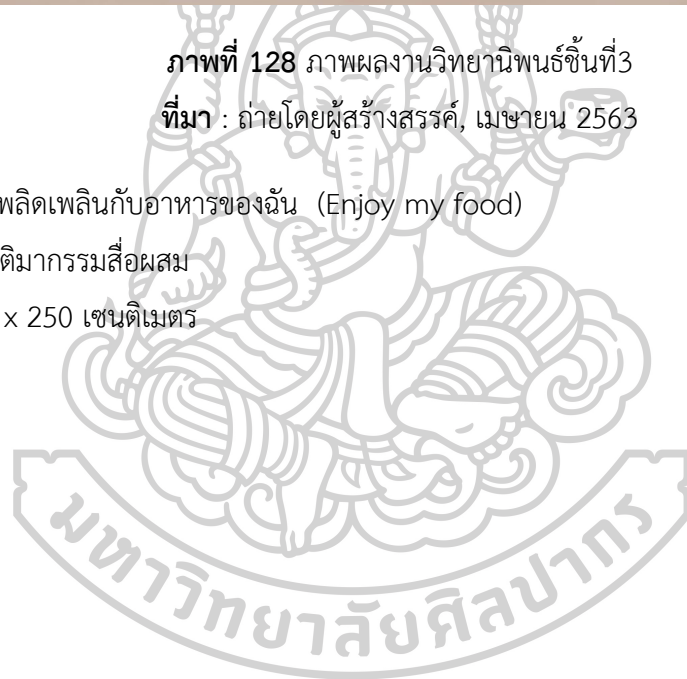 ภาพที่ 128 ภาพผลงานวิทยานิพนธ์ชิ้นที่3
ที่มา : ถ่ายโดยผู้สร้างสรรค์, เมษายน 2563
พลิดเพลินกับอาหารของฉัน (Enjoy my food)
ติมากรรมสื่อผสม
x 250 เซนติเมตร
มหาวิทยาลัยศิลปากร